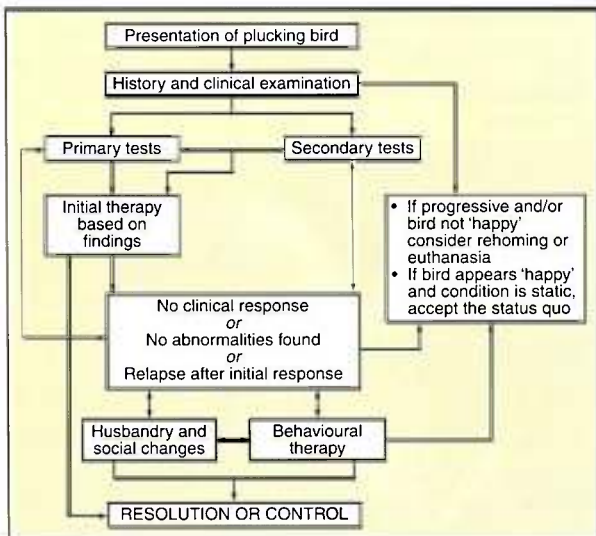 Presentation of plucking bird
History and clinical examination
Primary tests
Secondary tests
Initial therapy
based on
findings
• If progressive and/or
bird not 'happy'
consider rehoming or
euthanasia
• If bird appears 'happy'
and condition is static,
accept the status quo
No clinical response
or
No abnormalities found
or
Relapse after initial response
Husbandry and
social changes
Behavioural
therapy
RESOLUTION OR CONTROL